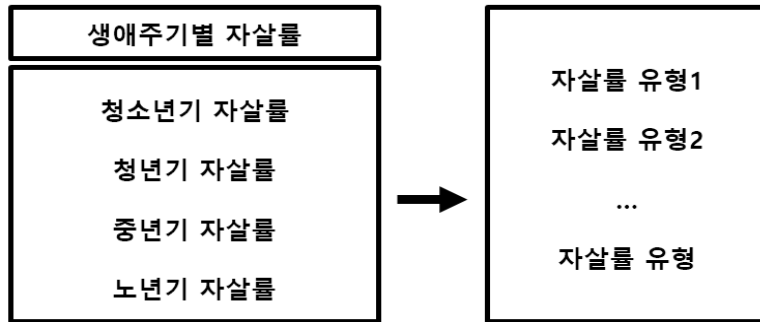 생애주기별 자살률
청소년기 자살률
청년기 자살률
중년기 자살률
노년기 자살률
자살률 유형1
자살률 유형2
...
자살률 유형